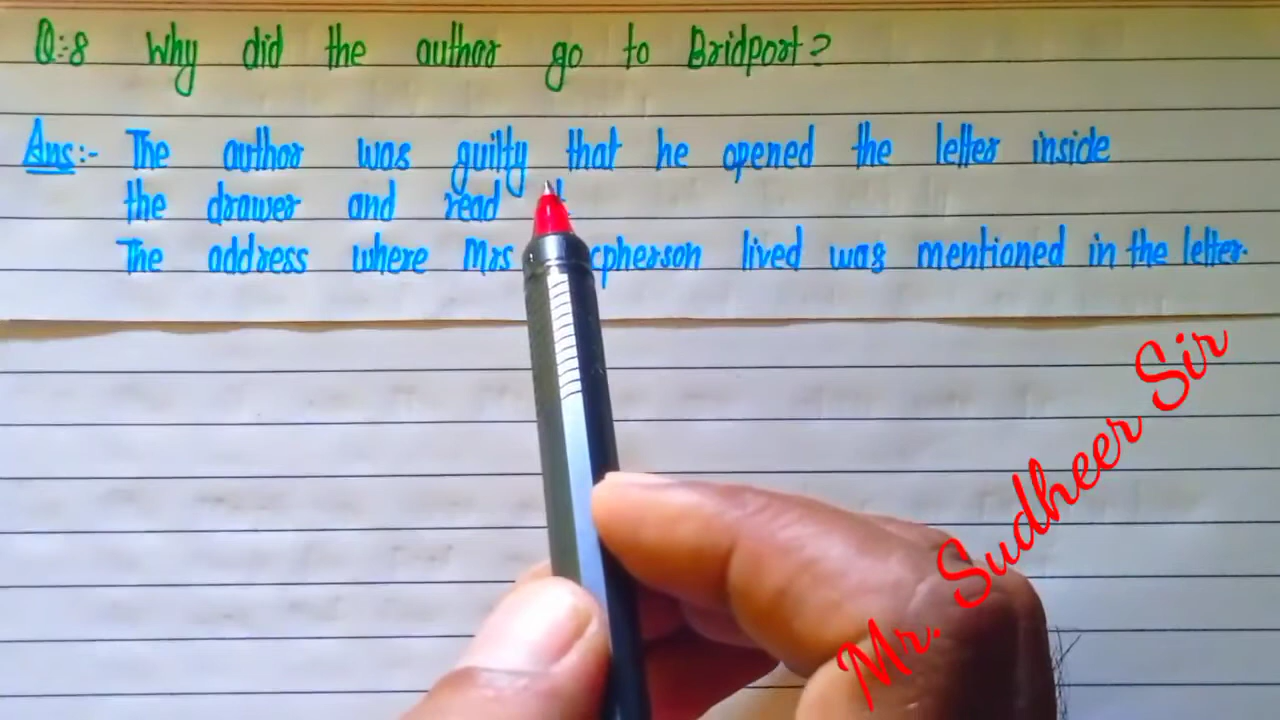 Q:8 Why did the author go to Bridport?
Ans:- The author was guilty that he opened the letter inside
the drawer and read
The address where Mrs cpherson lived was mentioned in the letter.
Mr. Sudheer Sir